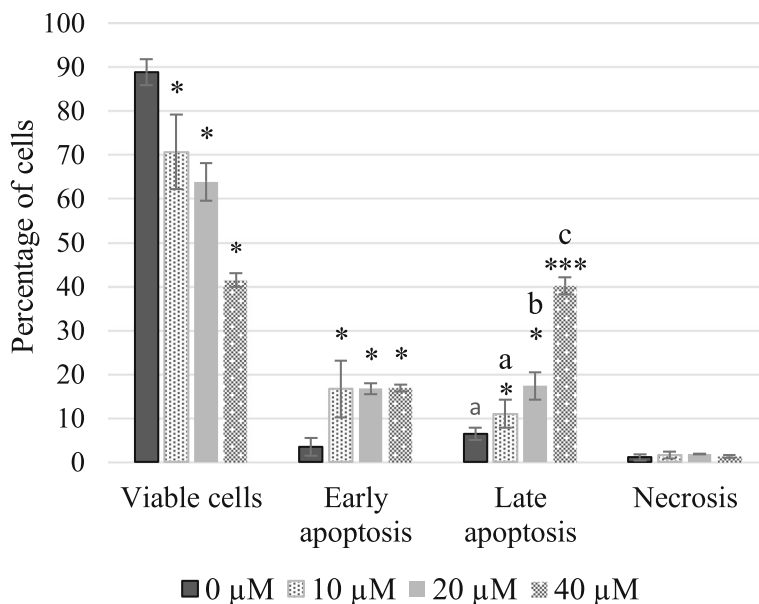 Percentage of cells
100
90
80
70
60
50
40
30
20
10
0
* * *
*
* * *
a
a
*
b
*
c
***
Viable cells
Early
apoptosis
Late
apoptosis
Necrosis
0 µM 10 µM 20 µM 40 µM